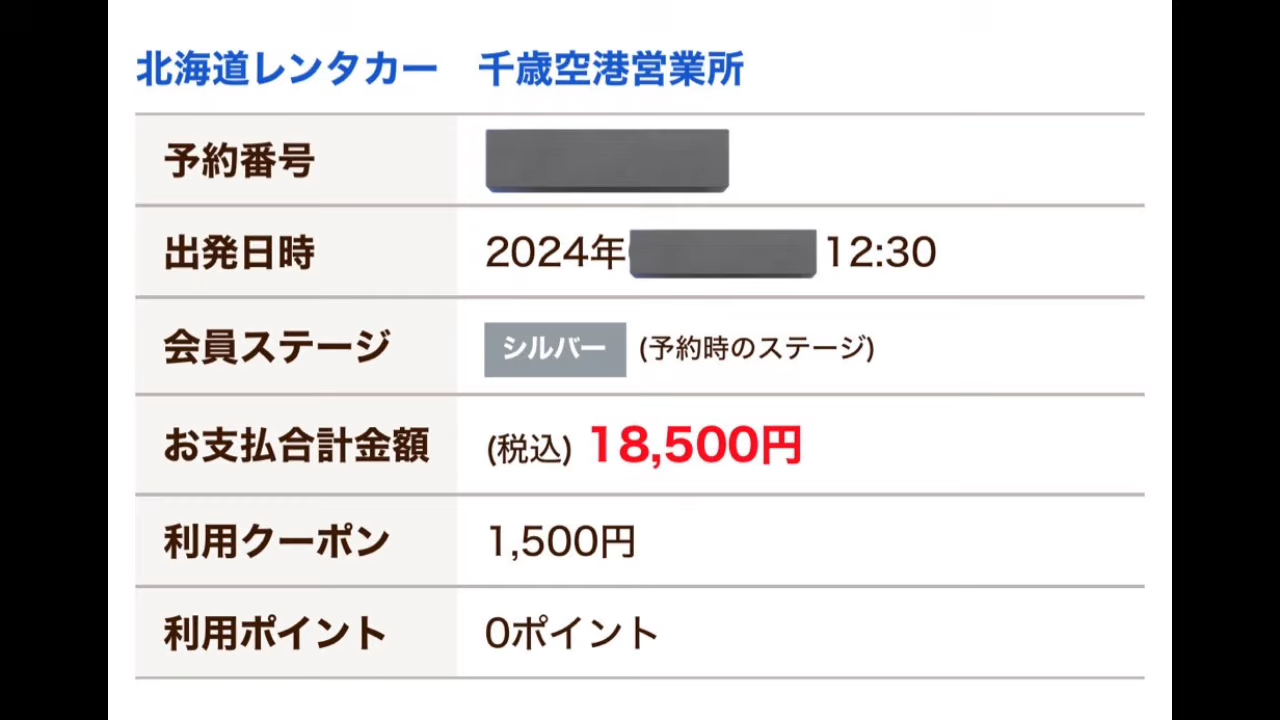 北海道レンタカー　千歳空港営業所
予約番号
出発日時 2024年 12:30
会員ステージ シルバー (予約時のステージ)
お支払合計金額 (税込) 18,500円
利用クーポン 1,500円
利用ポイント 0ポイント